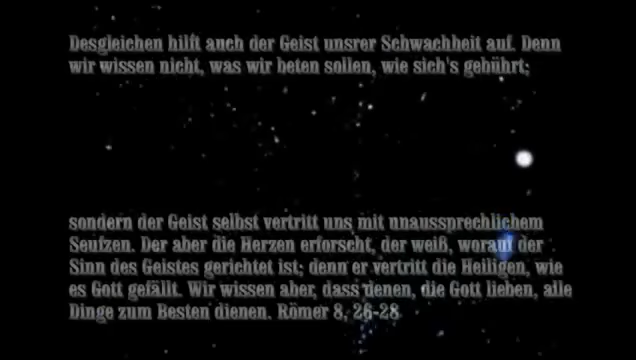 Desgleichen hilft auch der Geist unsrer Schwachheit auf. Denn
wir wissen nicht, was wir beten sollen, wie sich's gebührt;
sondern der Geist selbst vertritt uns mit unaussprechlichem
Seufzen. Der aber die Herzen erforscht, der weiß, worauf der
Sinn des Geistes gerichtet ist; denn er vertritt die Heiligen, wie
es Gott gefällt. Wir wissen aber, dass denen, die Gott lieben, alle
Dinge zum Besten dienen. Römer 8, 26-28